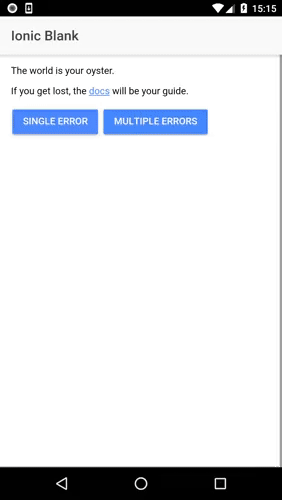 15:15
Ionic Blank
The world is your oyster.
If you get lost, the docs will be your guide.
SINGLE ERROR MULTIPLE ERRORS